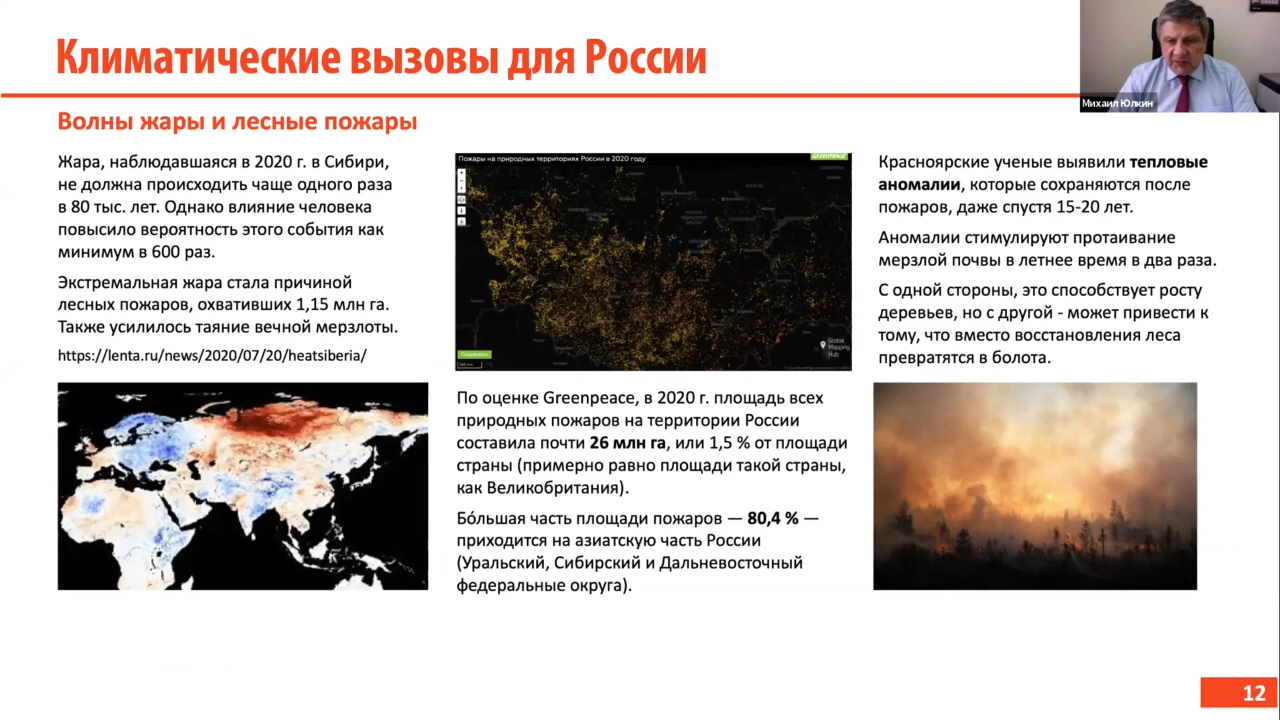 Климатические вызовы для России
Михаил Юлкин
Волны жары и лесные пожары
Жара, наблюдавшаяся в 2020 г. в Сибири,
не должна происходить чаще одного раза
в 80 тыс. лет. Однако влияние человека
повысило вероятность этого события как
минимум в 600 раз.
Экстремальная жара стала причиной
лесных пожаров, охвативших 1,15 млн га.
Также усилилось таяние вечной мерзлоты.
https://lenta.ru/news/2020/07/20/heatsiberia/
Пожары на природных территориях России в 2020 году
GREENPEACE
Global
Mapping
Hub
По оценке Greenpeace, в 2020 г. площадь всех
природных пожаров на территории России
составила почти 26 млн га, или 1,5 % от площади
страны (примерно равно площади такой страны,
как Великобритания).
Бо́льшая часть площади пожаров — 80,4 % —
приходится на азиатскую часть России
(Уральский, Сибирский и Дальневосточный
федеральные округа).
Красноярские ученые выявили тепловые
аномалии, которые сохраняются после
пожаров, даже спустя 15-20 лет.
Аномалии стимулируют протаивание
мерзлой почвы в летнее время в два раза.
С одной стороны, это способствует росту
деревьев, но с другой - может привести к
тому, что вместо восстановления леса
превратятся в болота.
12